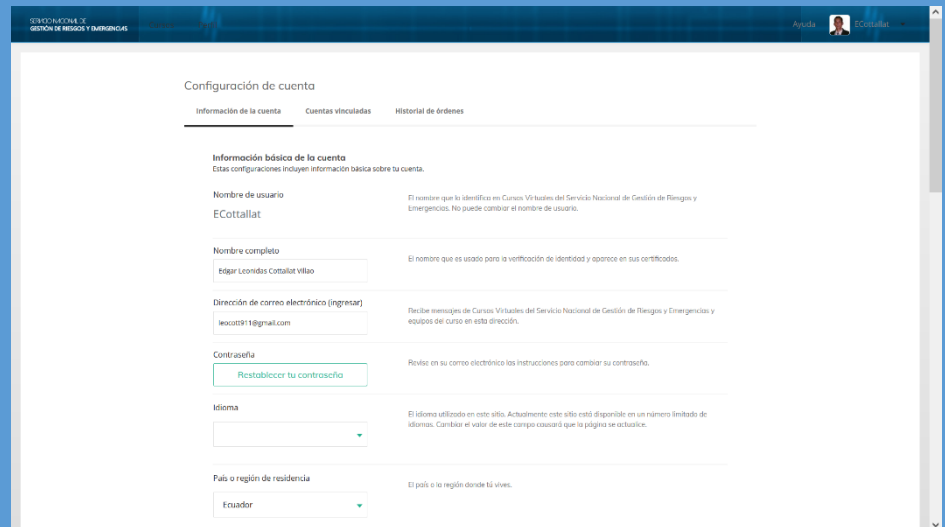 SERVICIO NACIONAL DE
GESTIÓN DE RIESGOS Y EMERGENCIAS
Ayuda
ECottallat
Configuración de cuenta
Información de la cuenta
Cuentas vinculadas
Historial de órdenes
Información básica de la cuenta
Estas configuraciones incluyen información básica sobre tu cuenta.
Nombre de usuario
ECottallat
El nombre que lo identifica en Cursos Virtuales del Servicio Nacional de Gestión de Riesgos y
Emergencias. No puede cambiar el nombre de usuario.
Nombre completo
Edgar Leonidas Cottallat Villao
El nombre que es usado para la verificación de identidad y aparece en sus certificados.
Dirección de correo electrónico (ingresar)
leocott911@gmail.com
Recibe mensajes de Cursos Virtuales del Servicio Nacional de Gestión de Riesgos y Emergencias y
equipos del curso en esta dirección.
Contraseña
Restablecer tu contraseña
Revise en su correo electrónico las instrucciones para cambiar su contraseña.
Idioma
El idioma utilizado en este sitio. Actualmente este sitio está disponible en un número limitado de
idiomas. Cambiar el valor de este campo causará que la página se actualice.
País o región de residencia
Ecuador
El país o la región donde tú vives.